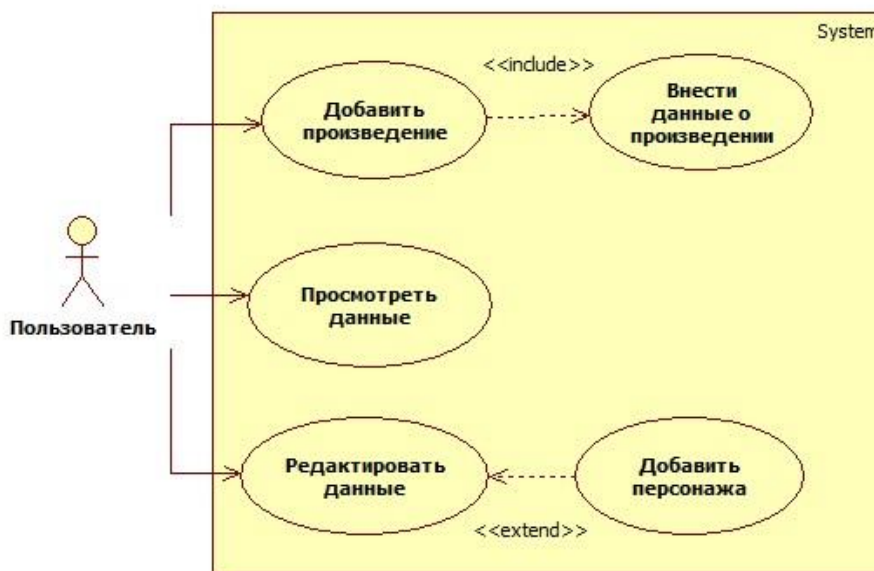 System
<<include>>
Добавить
произведение
Внести
данные о
произведении
Просмотреть
данные
Пользователь
Редактировать
данные
Добавить
персонажа
<<extend>>